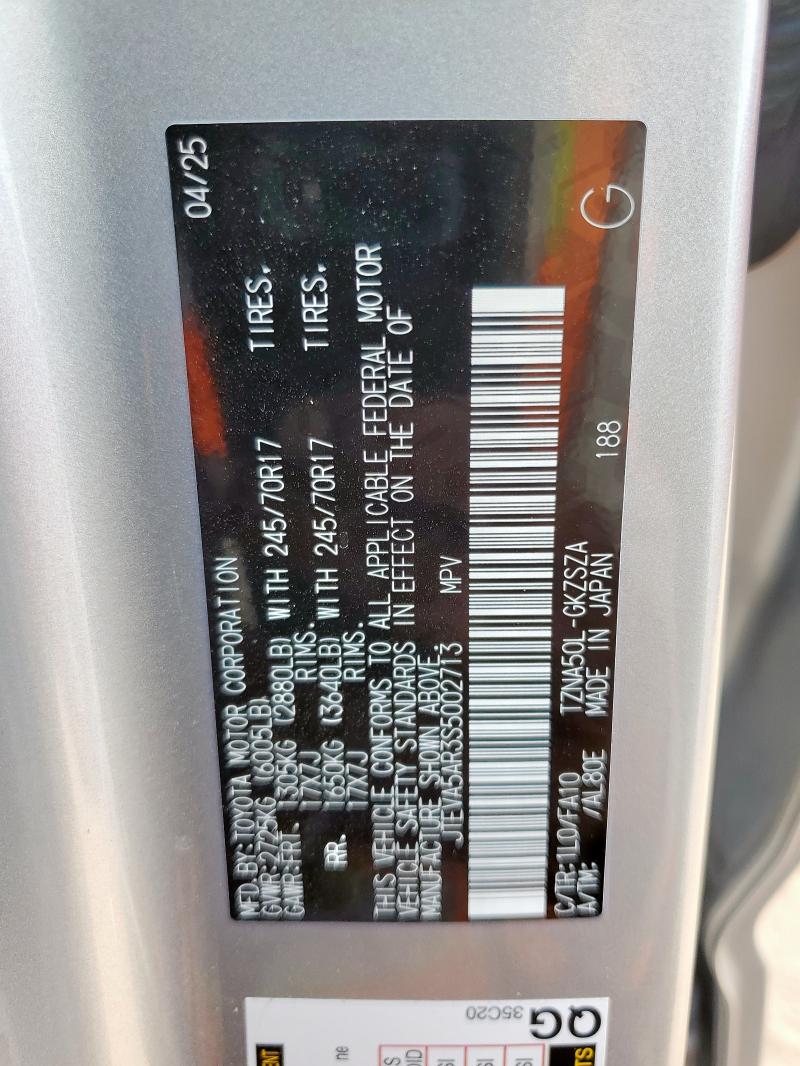 MFD. BY: TOYOTA MOTOR CORPORATION 04/25
GVWR: 2725KG (6005LB)
GAWR: FRT. 1305KG (2880LB) WITH 245/70R17 TIRES.
17X7J RIMS.
RR. 1650KG (3640LB) WITH 245/70R17 TIRES.
17X7J RIMS.
THIS VEHICLE CONFORMS TO ALL APPLICABLE FEDERAL MOTOR
VEHICLE SAFETY STANDARDS IN EFFECT ON THE DATE OF
MANUFACTURE SHOWN ABOVE.
JTEVA5AR3S5002713 MPV
C/TR: 1L0/FA10 TZNA50L-GKZSZA
A/TM: /AL80E MADE IN JAPAN 188 G
QG
35C20